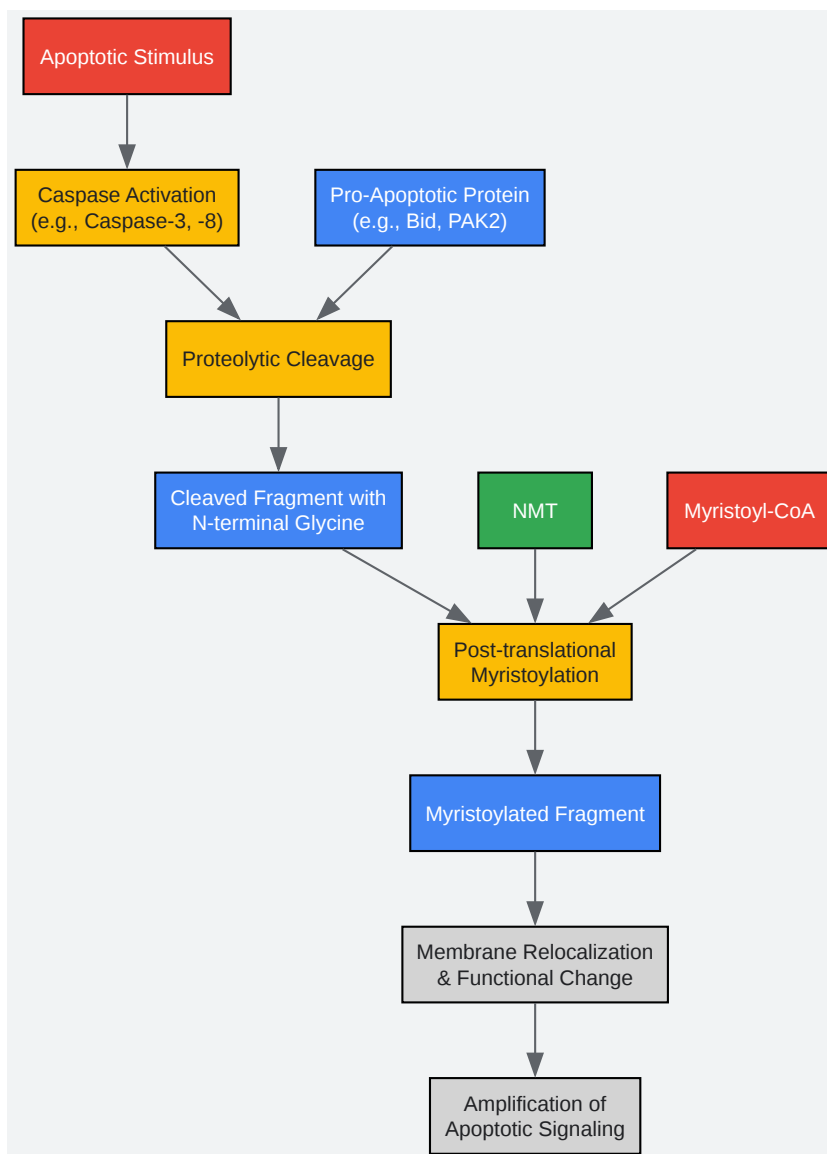 Apoptotic Stimulus
Caspase Activation
(e.g., Caspase-3, -8)
Pro-Apoptotic Protein
(e.g., Bid, PAK2)
Proteolytic Cleavage
Cleaved Fragment with
N-terminal Glycine
NMT
Myristoyl-CoA
Post-translational
Myristoylation
Myristoylated Fragment
Membrane Relocalization
& Functional Change
Amplification of
Apoptotic Signaling